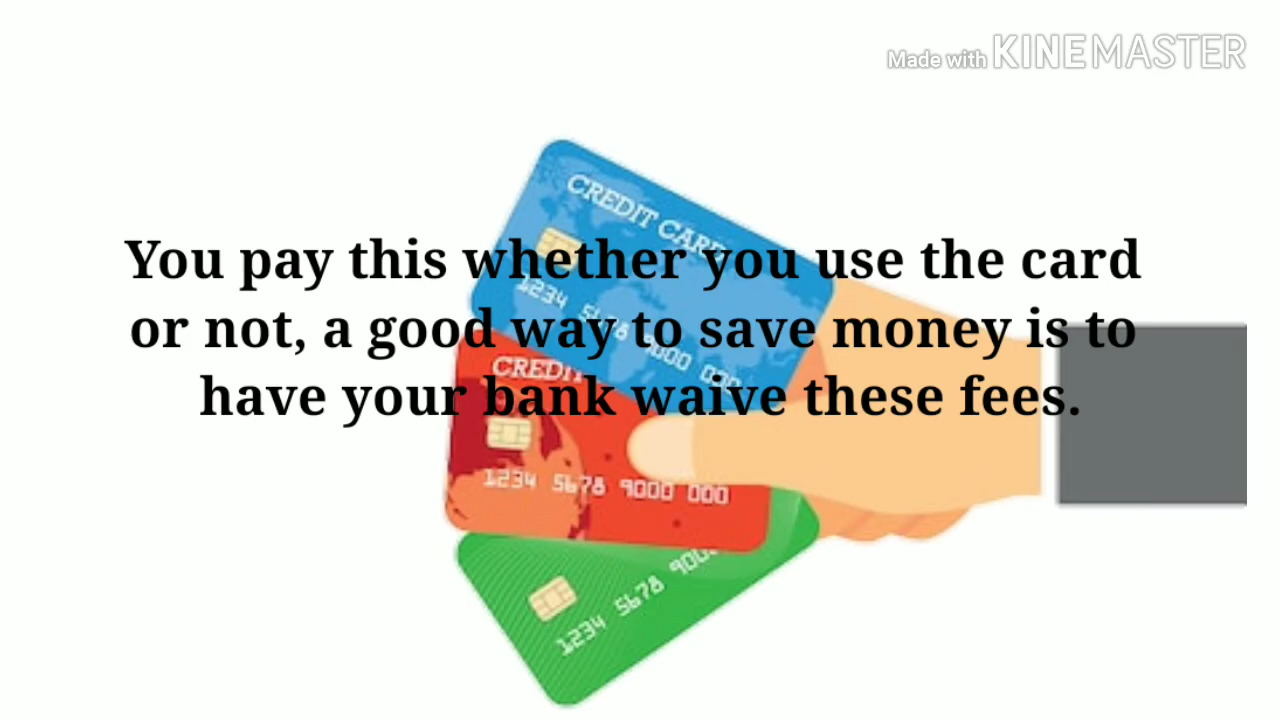 Made with KINEMASTER
CREDIT CARD
You pay this whether you use the card
or not, a good way to save money is to
have your bank waive these fees.
1234 5678 9000 000
CREDIT
1234 5678 9000 000
1234 5678 900